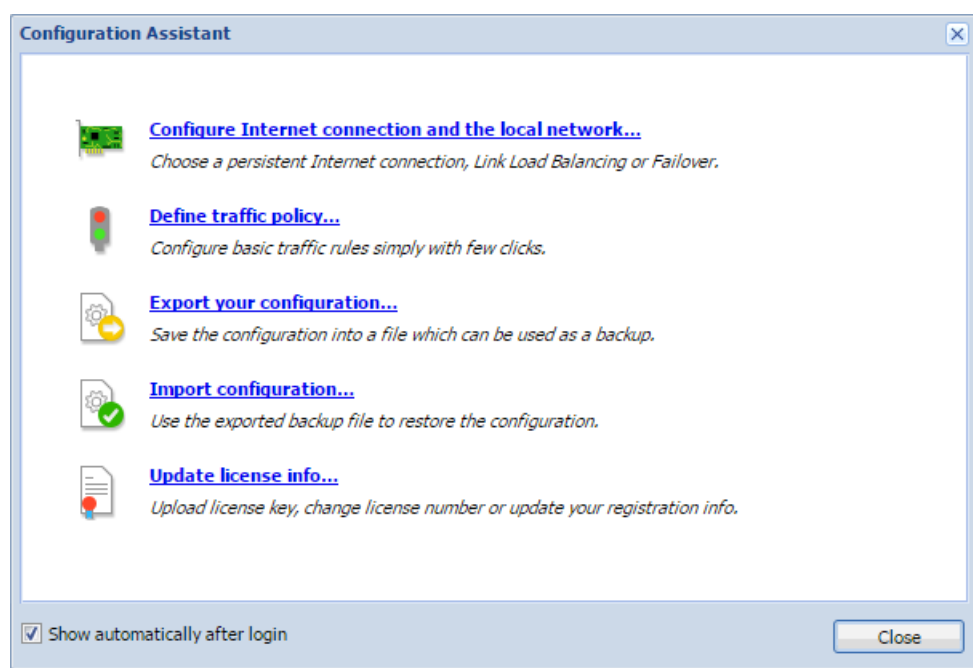 Configuration Assistant
Configure Internet connection and the local network...
Choose a persistent Internet connection, Link Load Balancing or Failover.
Define traffic policy...
Configure basic traffic rules simply with few clicks.
Export your configuration...
Save the configuration into a file which can be used as a backup.
Import configuration...
Use the exported backup file to restore the configuration.
Update license info...
Upload license key, change license number or update your registration info.
Show automatically after login
Close